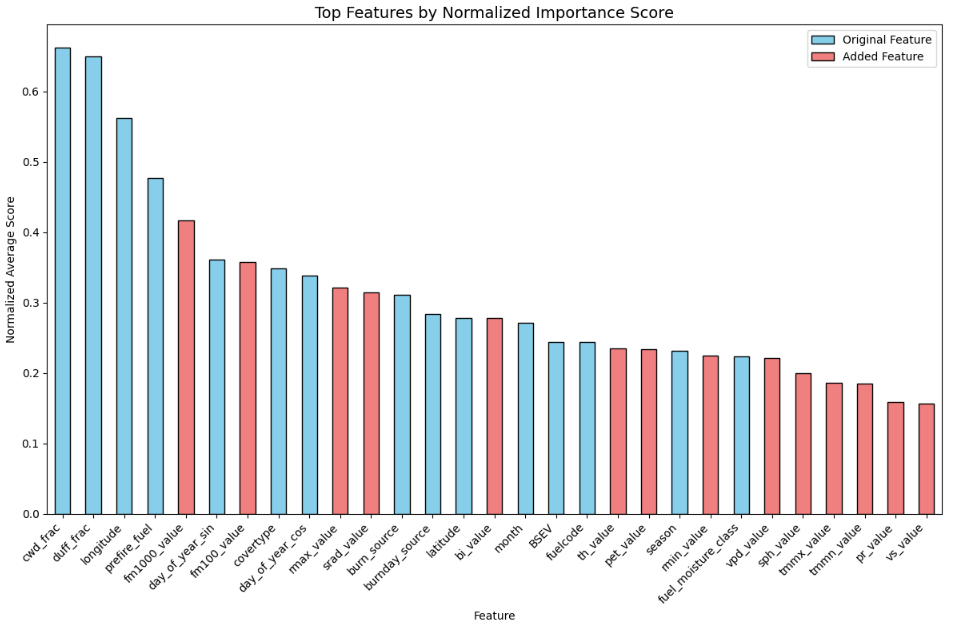 Top Features by Normalized Importance Score
Original Feature
Added Feature
Normalized Average Score
0.6
0.5
0.4
0.3
0.2
0.1
0.0
cwd_frac
duff_frac
longitude
prefire_fuel
fm1000_value
day_of_year_sin
fm100_value
covertype
day_of_year_cos
rmax_value
srad_value
burn_source
burnday_source
latitude
bi_value
month
BSEV
fuelcode
th_value
pet_value
season
rmin_value
fuel_moisture_class
vpd_value
sph_value
tmmx_value
tmmn_value
pr_value
vs_value
Feature